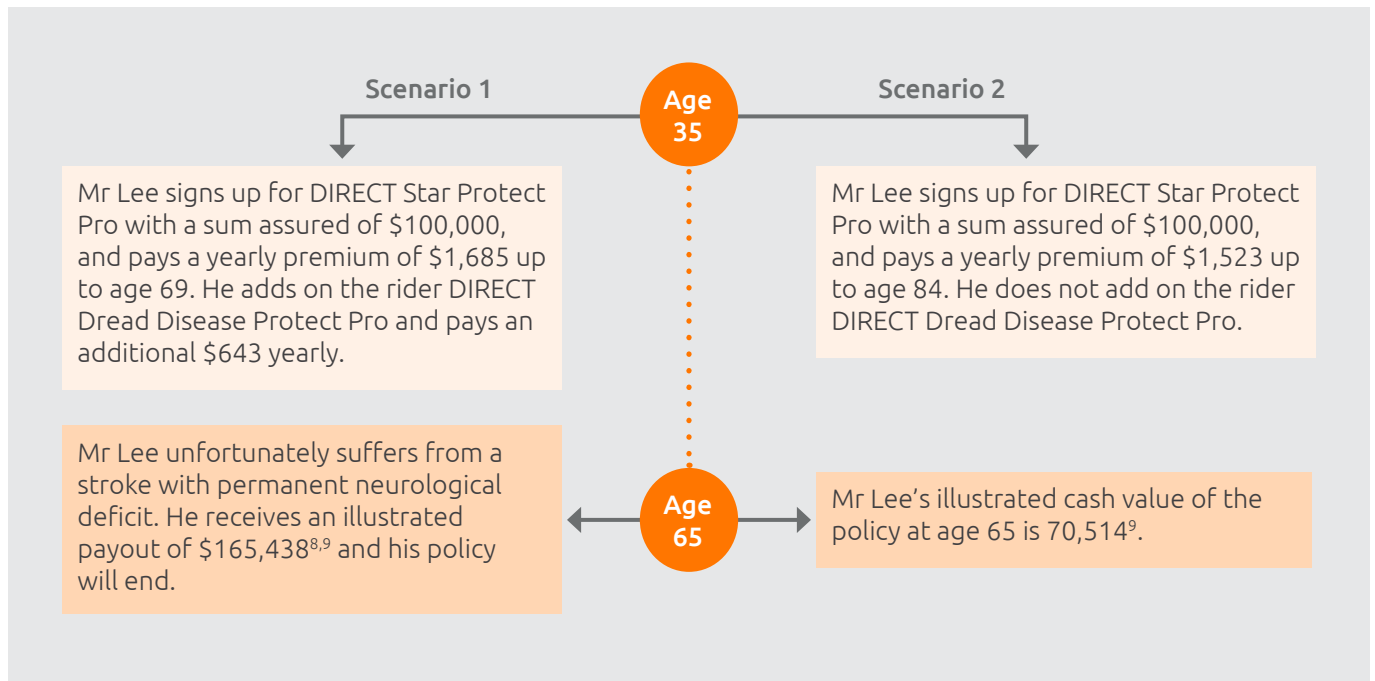 Scenario 1
Age
35
Scenario 2
Mr Lee signs up for DIRECT Star Protect
Pro with a sum assured of $100,000,
and pays a yearly premium of $1,685 up
to age 69. He adds on the rider DIRECT
Dread Disease Protect Pro and pays an
additional $643 yearly.
Mr Lee signs up for DIRECT Star Protect
Pro with a sum assured of $100,000,
and pays a yearly premium of $1,523 up
to age 84. He does not add on the rider
DIRECT Dread Disease Protect Pro.
Mr Lee unfortunately suffers from a
stroke with permanent neurological
deficit. He receives an illustrated
payout of $165,438⁸,⁹ and his policy
will end.
Age
65
Mr Lee’s illustrated cash value of the
policy at age 65 is 70,514⁹.